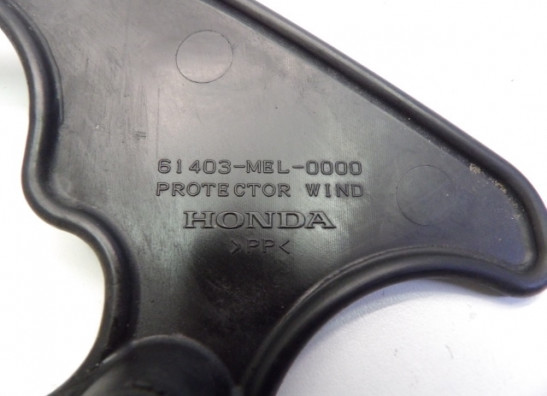 61403-MEL-0000
PROTECTOR WIND
HONDA
>PP<